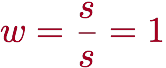 w = s/s = 1